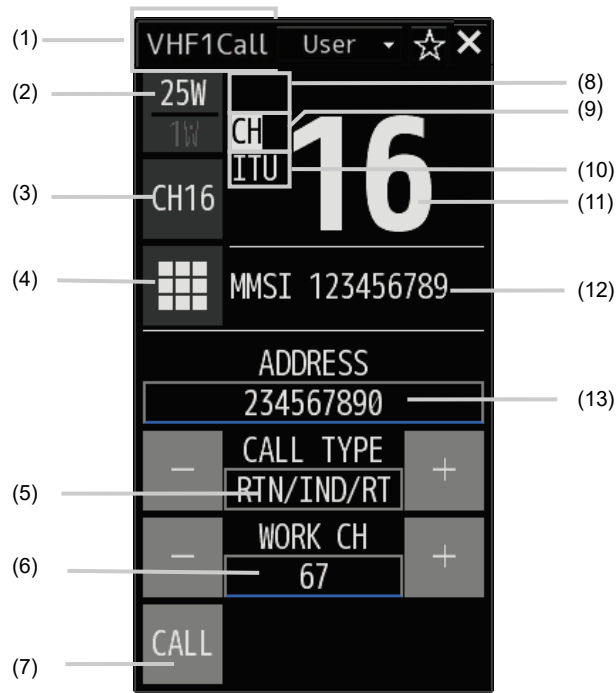 (1) VHF1Call User
(2) 25W (8)
1W CH (9)
ITU (10)
(3) CH16 16 (11)
(4) MMSI 123456789 (12)
ADDRESS
234567890 (13)
− CALL TYPE +
(5) RTN/IND/RT
− WORK CH +
(6) 67
CALL
(7)